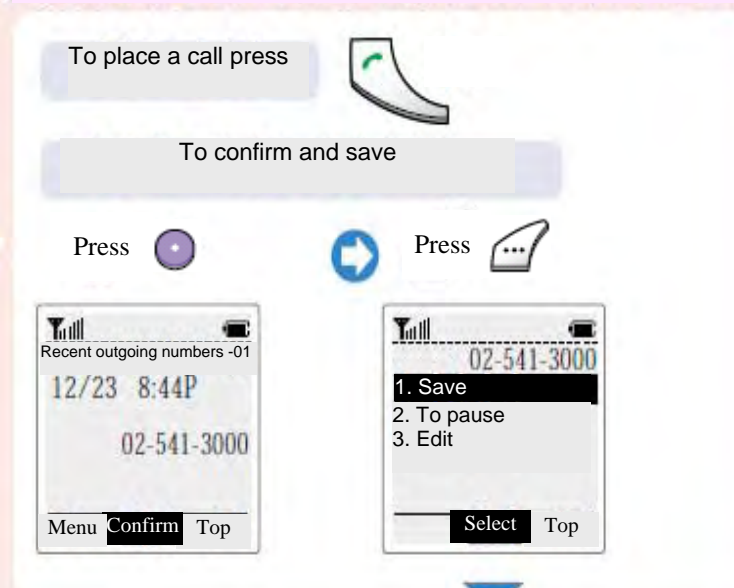 To place a call press
To confirm and save
Press
Press
Recent outgoing numbers -01
12/23 8:44P
02-541-3000
Menu Confirm Top
02-541-3000
1. Save
2. To pause
3. Edit
Select Top